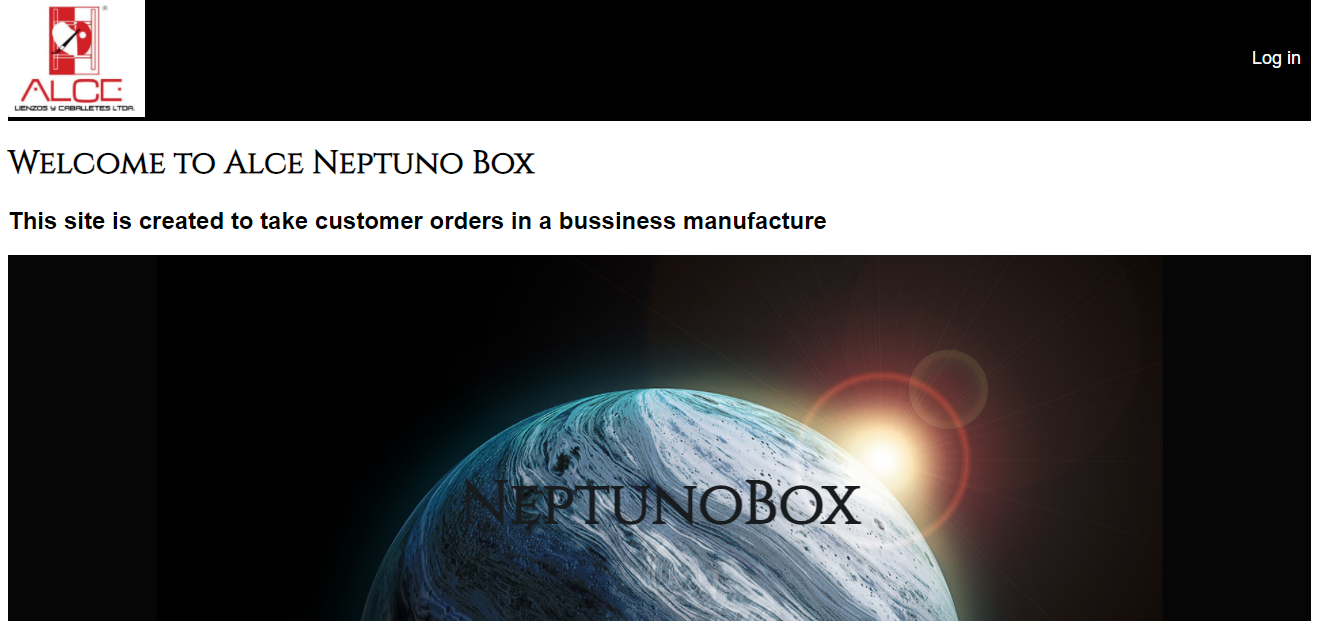 ALCE
LIENZOS Y CABALLETES LTDA.
Log in
Welcome to Alce Neptuno Box
This site is created to take customer orders in a bussiness manufacture
NeptunoBox